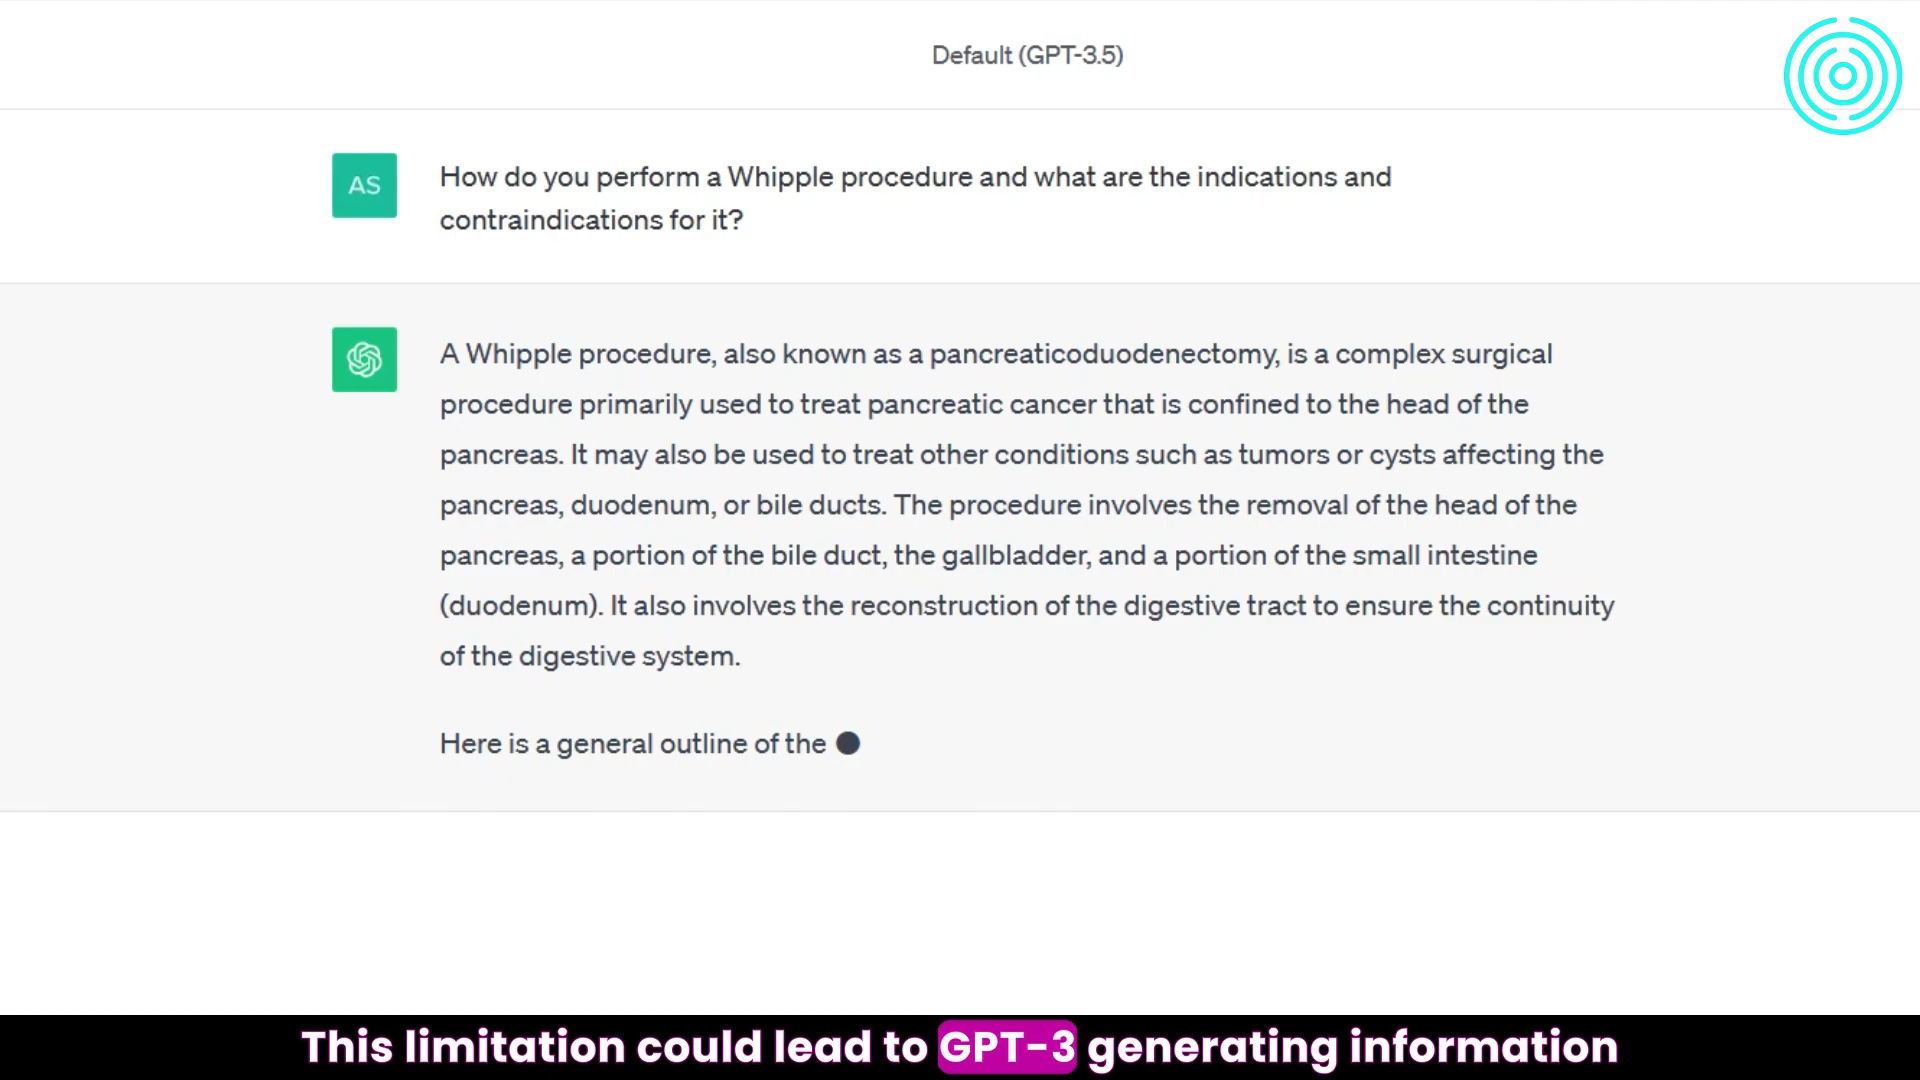 Default (GPT-3.5)
AS
How do you perform a Whipple procedure and what are the indications and
contraindications for it?
A Whipple procedure, also known as a pancreaticoduodenectomy, is a complex surgical
procedure primarily used to treat pancreatic cancer that is confined to the head of the
pancreas. It may also be used to treat other conditions such as tumors or cysts affecting the
pancreas, duodenum, or bile ducts. The procedure involves the removal of the head of the
pancreas, a portion of the bile duct, the gallbladder, and a portion of the small intestine
(duodenum). It also involves the reconstruction of the digestive tract to ensure the continuity
of the digestive system.
Here is a general outline of the
This limitation could lead to GPT-3 generating information